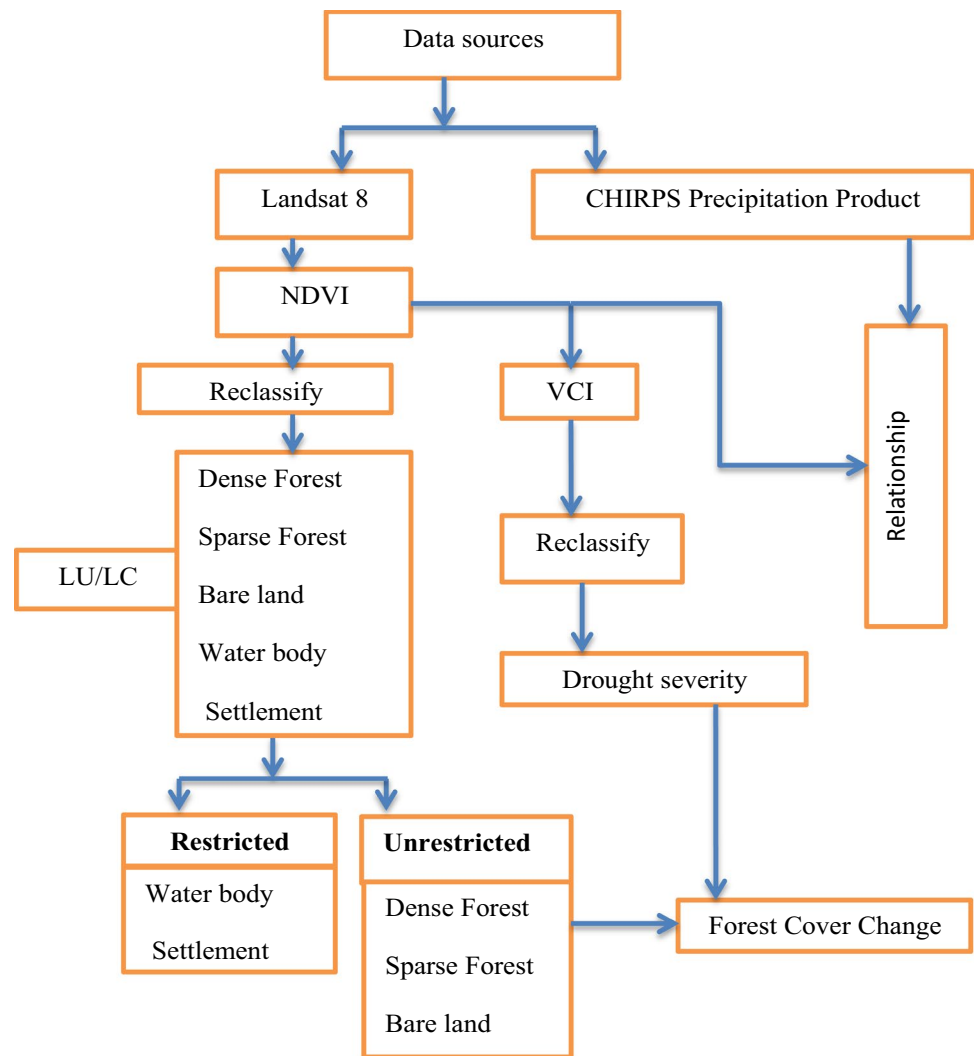 Data sources
Landsat 8
CHIRPS Precipitation Product
NDVI
Reclassify
VCI
Relationship
Dense Forest
Sparse Forest
Bare land
Water body
Settlement
LU/LC
Reclassify
Drought severity
Restricted
Water body
Settlement
Unrestricted
Dense Forest
Sparse Forest
Bare land
Forest Cover Change